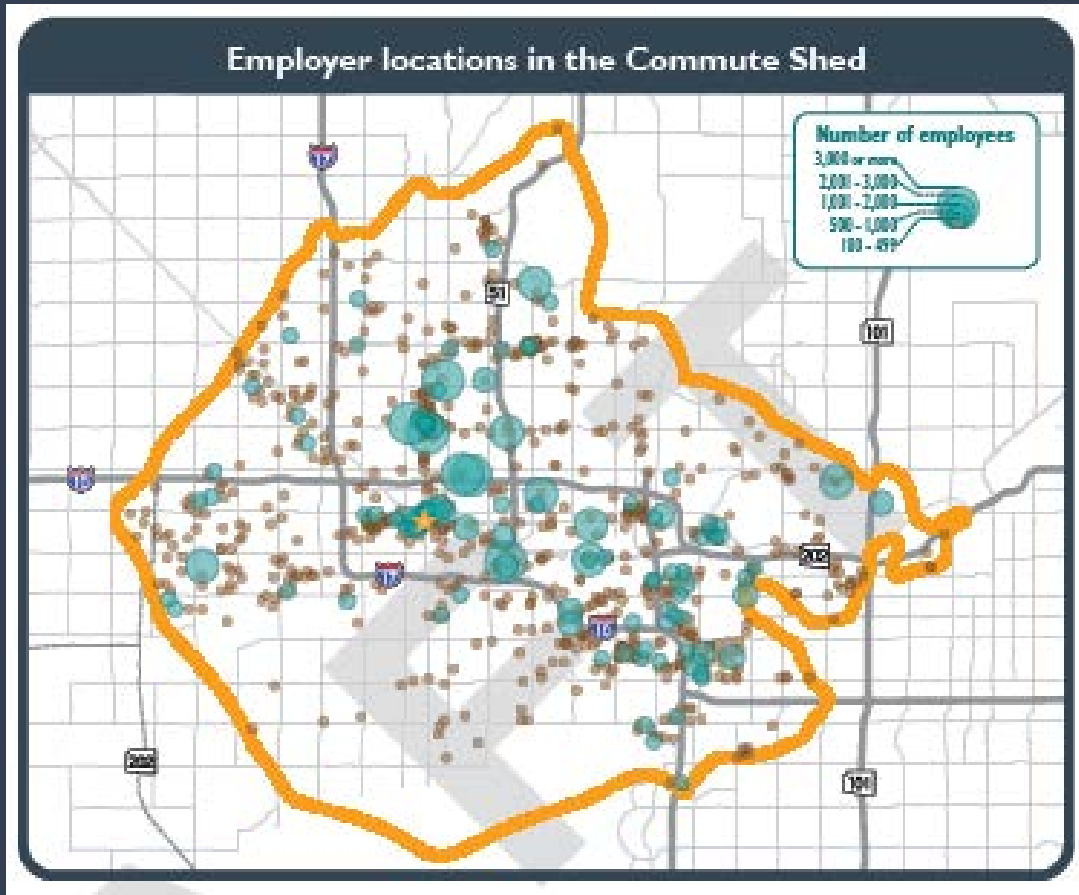 Employer locations in the Commute Shed
Number of employees
3,000 or more
2,001 - 3,000
1,001 - 2,000
500 - 1,000
100 - 499
17
51
101
10
202
17
10
101